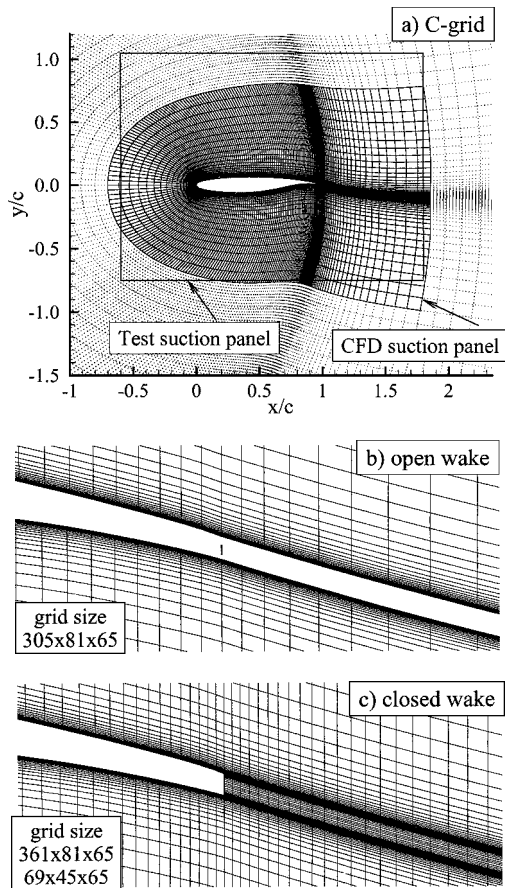 a) C-grid
1.0
0.5
y/c
0.0
-0.5
-1.0
-1.5
Test suction panel
CFD suction panel
-1
-0.5
0
0.5
1
1.5
2
x/c
b) open wake
grid size
305x81x65
c) closed wake
grid size
361x81x65
69x45x65